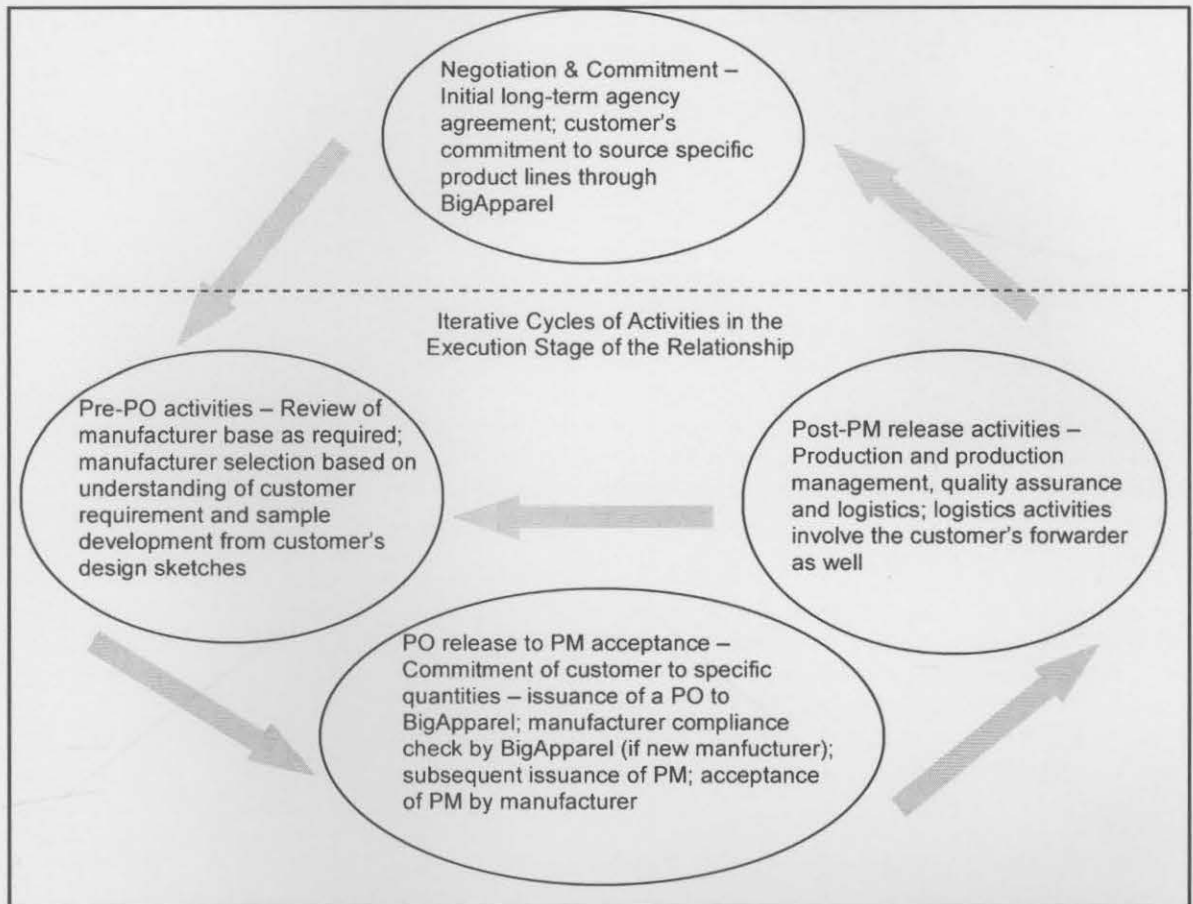 Negotiation & Commitment –
Initial long-term agency
agreement; customer's
commitment to source specific
product lines through
BigApparel
Iterative Cycles of Activities in the
Execution Stage of the Relationship
Pre-PO activities – Review of
manufacturer base as required;
manufacturer selection based on
understanding of customer
requirement and sample
development from customer's
design sketches
Post-PM release activities –
Production and production
management, quality assurance
and logistics; logistics activities
involve the customer's forwarder
as well
PO release to PM acceptance –
Commitment of customer to specific
quantities – issuance of a PO to
BigApparel; manufacturer compliance
check by BigApparel (if new manfucturer);
subsequent issuance of PM; acceptance
of PM by manufacturer